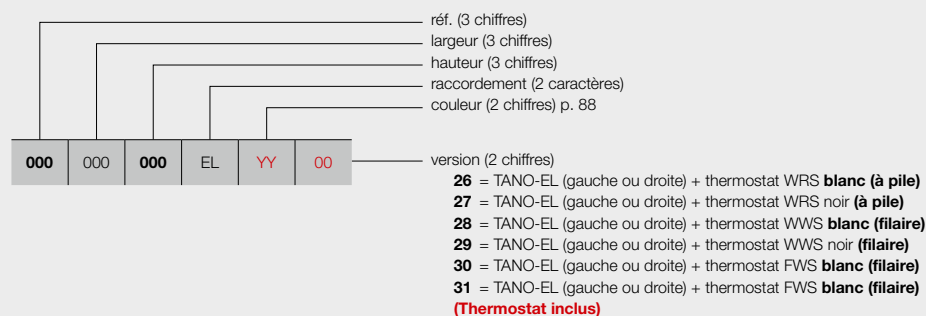 réf. (3 chiffres)
largeur (3 chiffres)
hauteur (3 chiffres)
raccordement (2 caractères)
couleur (2 chiffres) p. 88
000 000 000 EL YY 00
version (2 chiffres)
26 = TANO-EL (gauche ou droite) + thermostat WRS blanc (à pile)
27 = TANO-EL (gauche ou droite) + thermostat WRS noir (à pile)
28 = TANO-EL (gauche ou droite) + thermostat WWS blanc (filaire)
29 = TANO-EL (gauche ou droite) + thermostat WWS noir (filaire)
30 = TANO-EL (gauche ou droite) + thermostat FWS blanc (filaire)
31 = TANO-EL (gauche ou droite) + thermostat FWS blanc (filaire)
(Thermostat inclus)